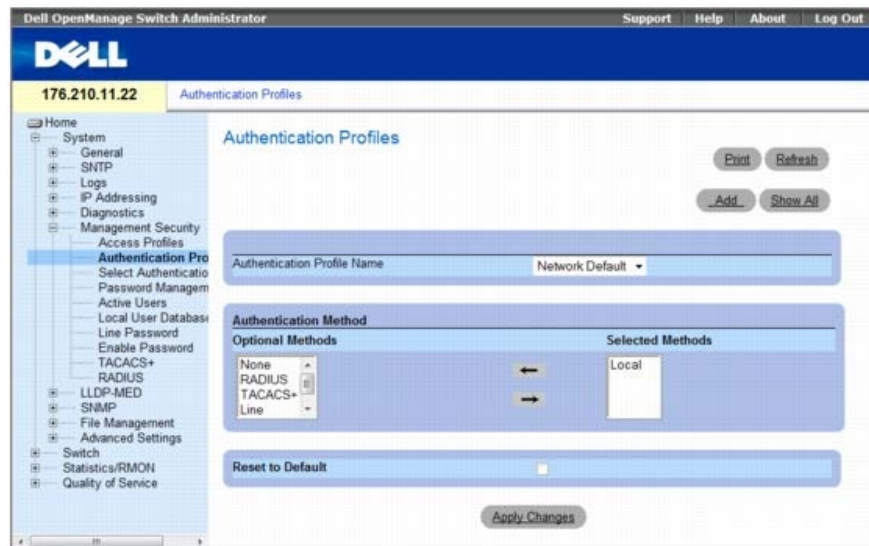 Dell OpenManage Switch Administrator
Support Help About Log Out
DELL
176.210.11.22 Authentication Profiles
Home
System
General
SNTP
Logs
IP Addressing
Diagnostics
Management Security
Access Profiles
Authentication Pro
Select Authenticatio
Password Managem
Active Users
Local User Databas
Line Password
Enable Password
TACACS+
RADIUS
LLDP-MED
SNMP
File Management
Advanced Settings
Switch
Statistics/RMON
Quality of Service
Authentication Profiles
Print Refresh
Add Show All
Authentication Profile Name Network Default
Authentication Method
Optional Methods Selected Methods
None
RADIUS
TACACS+
Line
Local
Reset to Default
Apply Changes